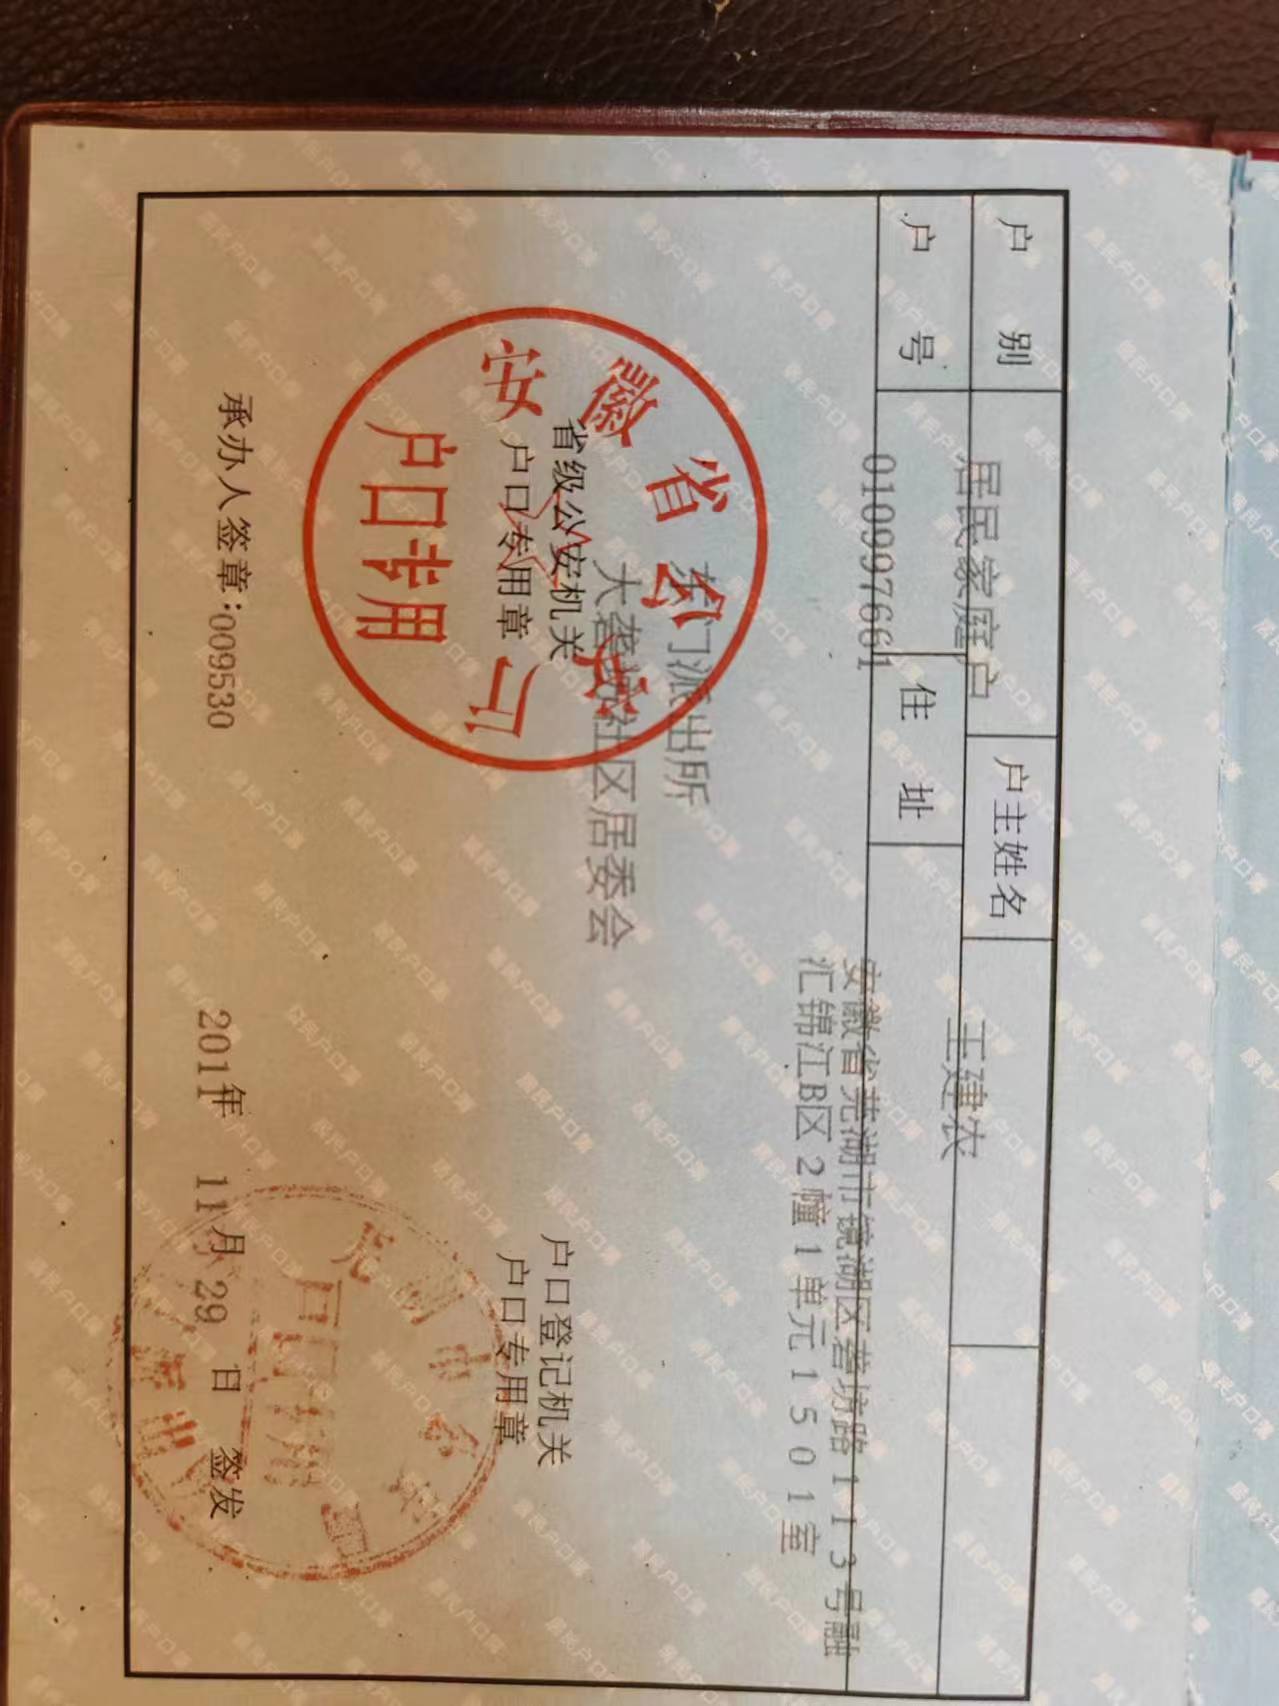 户 别 居民家庭户 户主姓名 王建农
户 号 010997661 住 址 安徽省芜湖市镜湖区砻坊路113号融
汇锦江B区2幢1单元1501室
东门派出所
大砻坊社区居委会
安徽省公安厅
省级公安机关
户口专用章
户口专用
户口登记机关
户口专用章
芜湖市公安局
户口专用
派出所
承办人签章:009530 2011年 11月29日 签发
居民户口簿